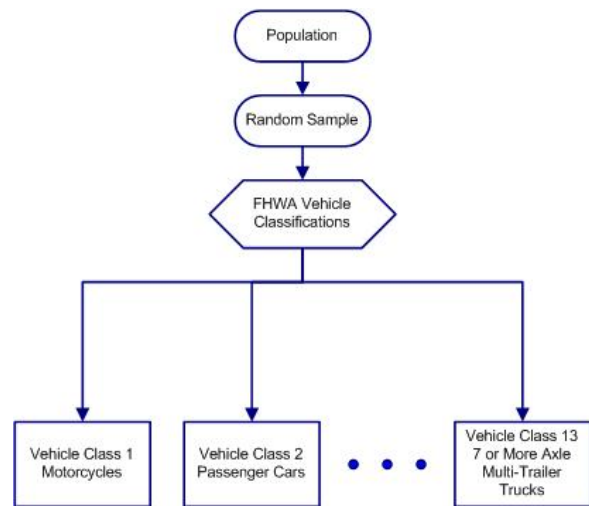 Population
Random Sample
FHWA Vehicle
Classifications
Vehicle Class 1
Motorcycles
Vehicle Class 2
Passenger Cars
Vehicle Class 13
7 or More Axle
Multi-Trailer
Trucks